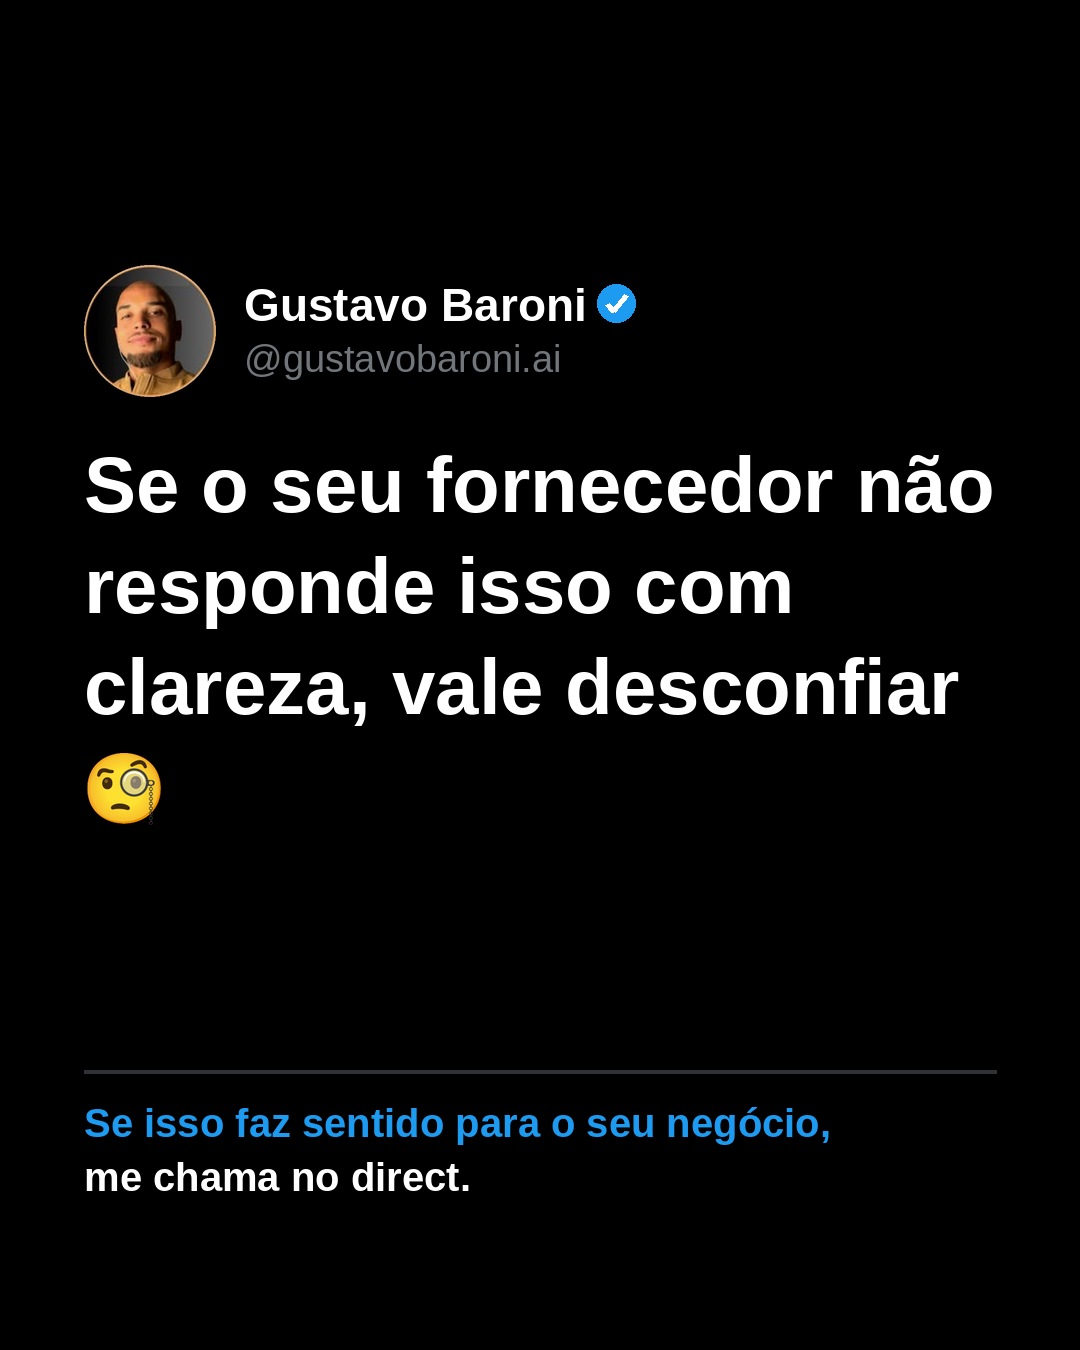 Gustavo Baroni
@gustavobaroni.ai
Se o seu fornecedor não
responde isso com
clareza, vale desconfiar
🧐
Se isso faz sentido para o seu negócio,
me chama no direct.